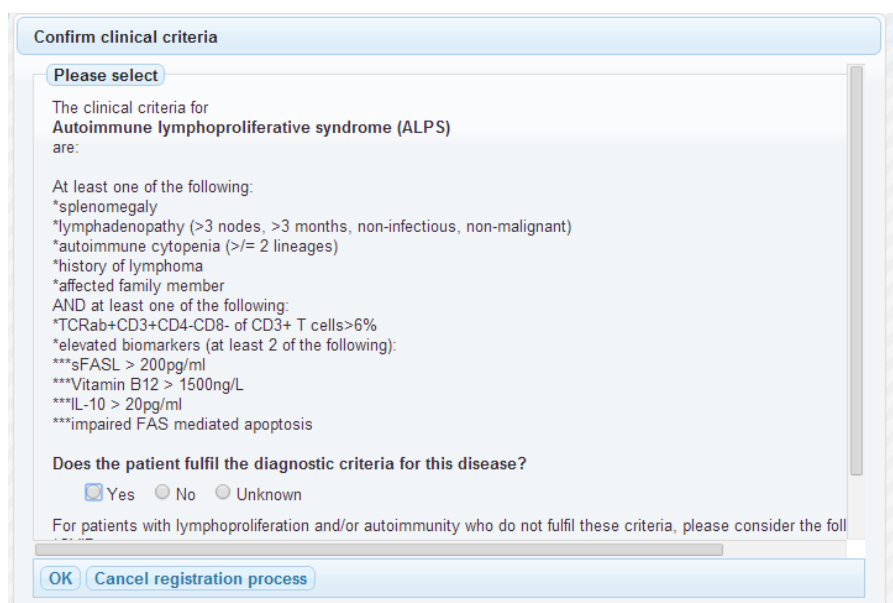 Confirm clinical criteria
Please select
The clinical criteria for
Autoimmune lymphoproliferative syndrome (ALPS)
are:
At least one of the following:
*splenomegaly
*lymphadenopathy (>3 nodes, >3 months, non-infectious, non-malignant)
*autoimmune cytopenia (>/= 2 lineages)
*history of lymphoma
*affected family member
AND at least one of the following:
*TCRab+CD3+CD4-CD8- of CD3+ T cells>6%
*elevated biomarkers (at least 2 of the following):
***sFASL > 200pg/ml
***Vitamin B12 > 1500ng/L
***IL-10 > 20pg/ml
***impaired FAS mediated apoptosis
Does the patient fulfil the diagnostic criteria for this disease?
Yes No Unknown
For patients with lymphoproliferation and/or autoimmunity who do not fulfil these criteria, please consider the foll
OK Cancel registration process